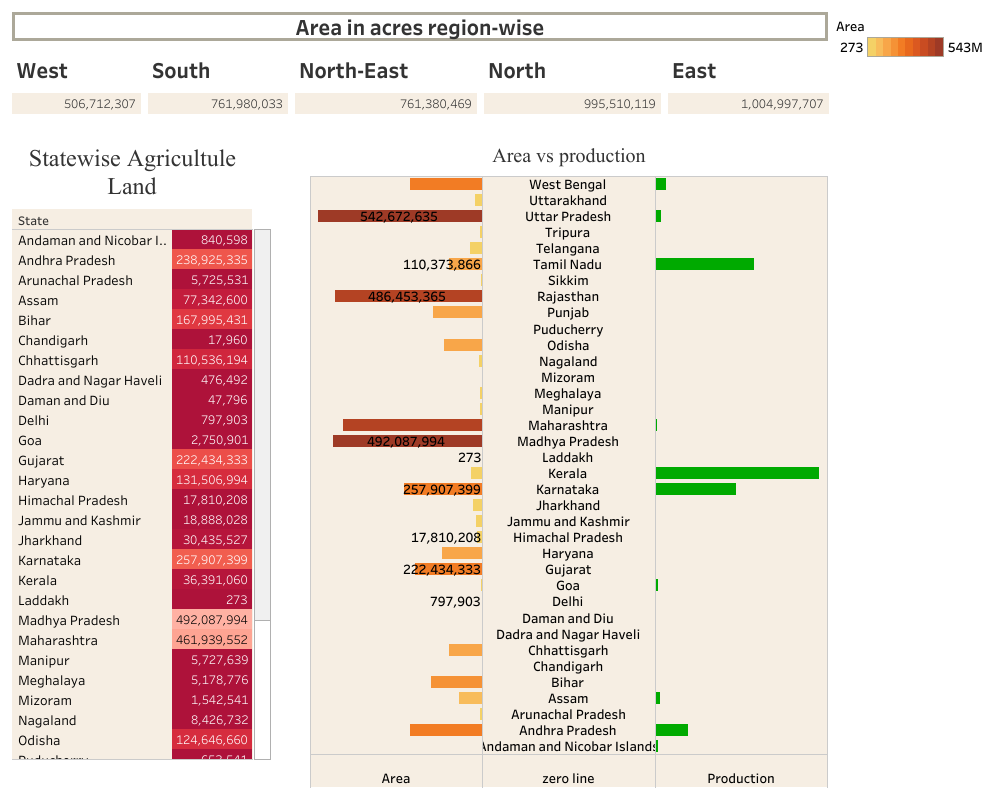 Area in acres region-wise
Area
273 543M
West South North-East North East
506,712,307 761,980,033 761,380,469 995,510,119 1,004,997,707
Statewise Agricultule
Land
State
Andaman and Nicobar I.. 840,598
Andhra Pradesh 238,925,335
Arunachal Pradesh 5,725,531
Assam 77,342,600
Bihar 167,995,431
Chandigarh 17,960
Chhattisgarh 110,536,194
Dadra and Nagar Haveli 476,492
Daman and Diu 47,796
Delhi 797,903
Goa 2,750,901
Gujarat 222,434,333
Haryana 131,506,994
Himachal Pradesh 17,810,208
Jammu and Kashmir 18,888,028
Jharkhand 30,435,527
Karnataka 257,907,399
Kerala 36,391,060
Laddakh 273
Madhya Pradesh 492,087,994
Maharashtra 461,939,552
Manipur 5,727,639
Meghalaya 5,178,776
Mizoram 1,542,541
Nagaland 8,426,732
Odisha 124,646,660
Area vs production
West Bengal
Uttarakhand
542,672,635 Uttar Pradesh
Tripura
Telangana
110,373,866 Tamil Nadu
Sikkim
486,453,365 Rajasthan
Punjab
Puducherry
Odisha
Nagaland
Mizoram
Meghalaya
Manipur
Maharashtra
492,087,994 Madhya Pradesh
273 Laddakh
Kerala
257,907,399 Karnataka
Jharkhand
Jammu and Kashmir
17,810,208 Himachal Pradesh
Haryana
222,434,333 Gujarat
Goa
797,903 Delhi
Daman and Diu
Dadra and Nagar Haveli
Chhattisgarh
Chandigarh
Bihar
Assam
Arunachal Pradesh
Andhra Pradesh
Andaman and Nicobar Islands
Area zero line Production